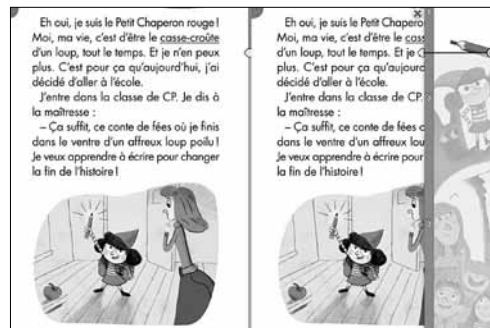 Eh oui, je suis le Petit Chaperon rouge !
Moi, ma vie, c'est d'être le casse-croûte
d'un loup, tout le temps. Et je n'en peux
plus. C'est pour ça qu'aujourd'hui, j'ai
décidé d'aller à l'école.
J'entre dans la classe de CP. Je dis à
la maîtresse :
– Ça suffit, ce conte de fées où je finis
dans le ventre d'un affreux loup poilu !
Je veux apprendre à écrire pour changer
la fin de l'histoire !
Eh oui, je suis le Petit Chapero
Moi, ma vie, c'est d'être le cass
d'un loup, tout le temps. Et je
plus. C'est pour ça qu'aujourd
décidé d'aller à l'école.
J'entre dans la classe de CP.
la maîtresse :
– Ça suffit, ce conte de fées o
dans le ventre d'un affreux lou
Je veux apprendre à écrire pour
la fin de l'histoire !